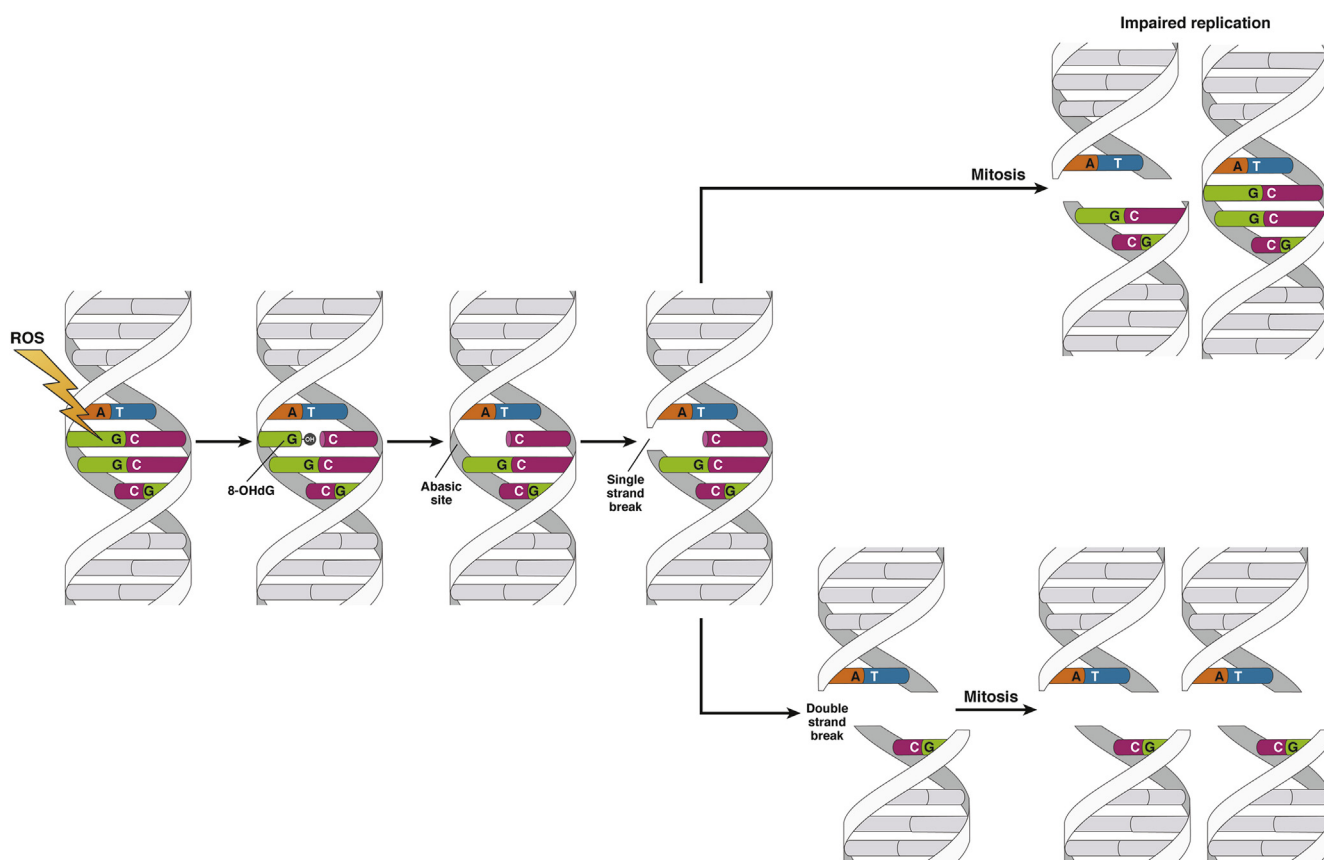 Impaired replication
Mitosis
A T
A T
G C
G C
G C
C G
C G
ROS
A T
G C
G C
C G
A T
G OH C
G C
C G
8-OHdG
A T
C
G C
C G
Abasic
site
A T
C
G C
C G
Single
strand
break
A T
C G
Double
strand
break
Mitosis
A T
A T
C G
C G